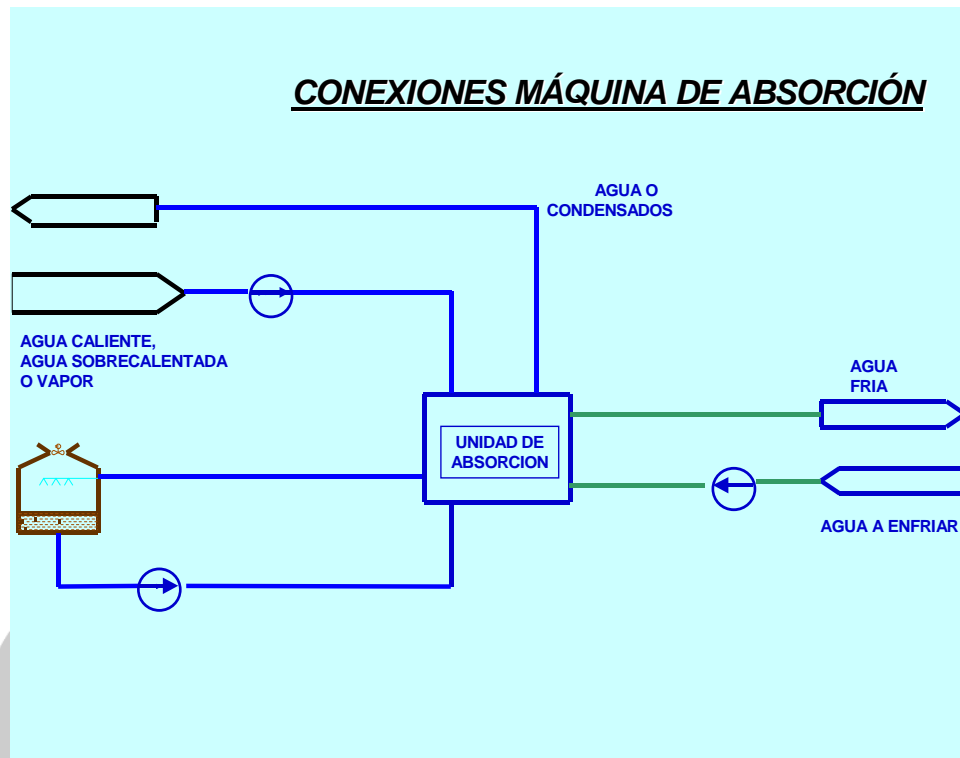 CONEXIONES MÁQUINA DE ABSORCIÓN
AGUA O
CONDENSADOS
AGUA CALIENTE,
AGUA SOBRECALENTADA
O VAPOR
AGUA
FRIA
UNIDAD DE
ABSORCION
AGUA A ENFRIAR